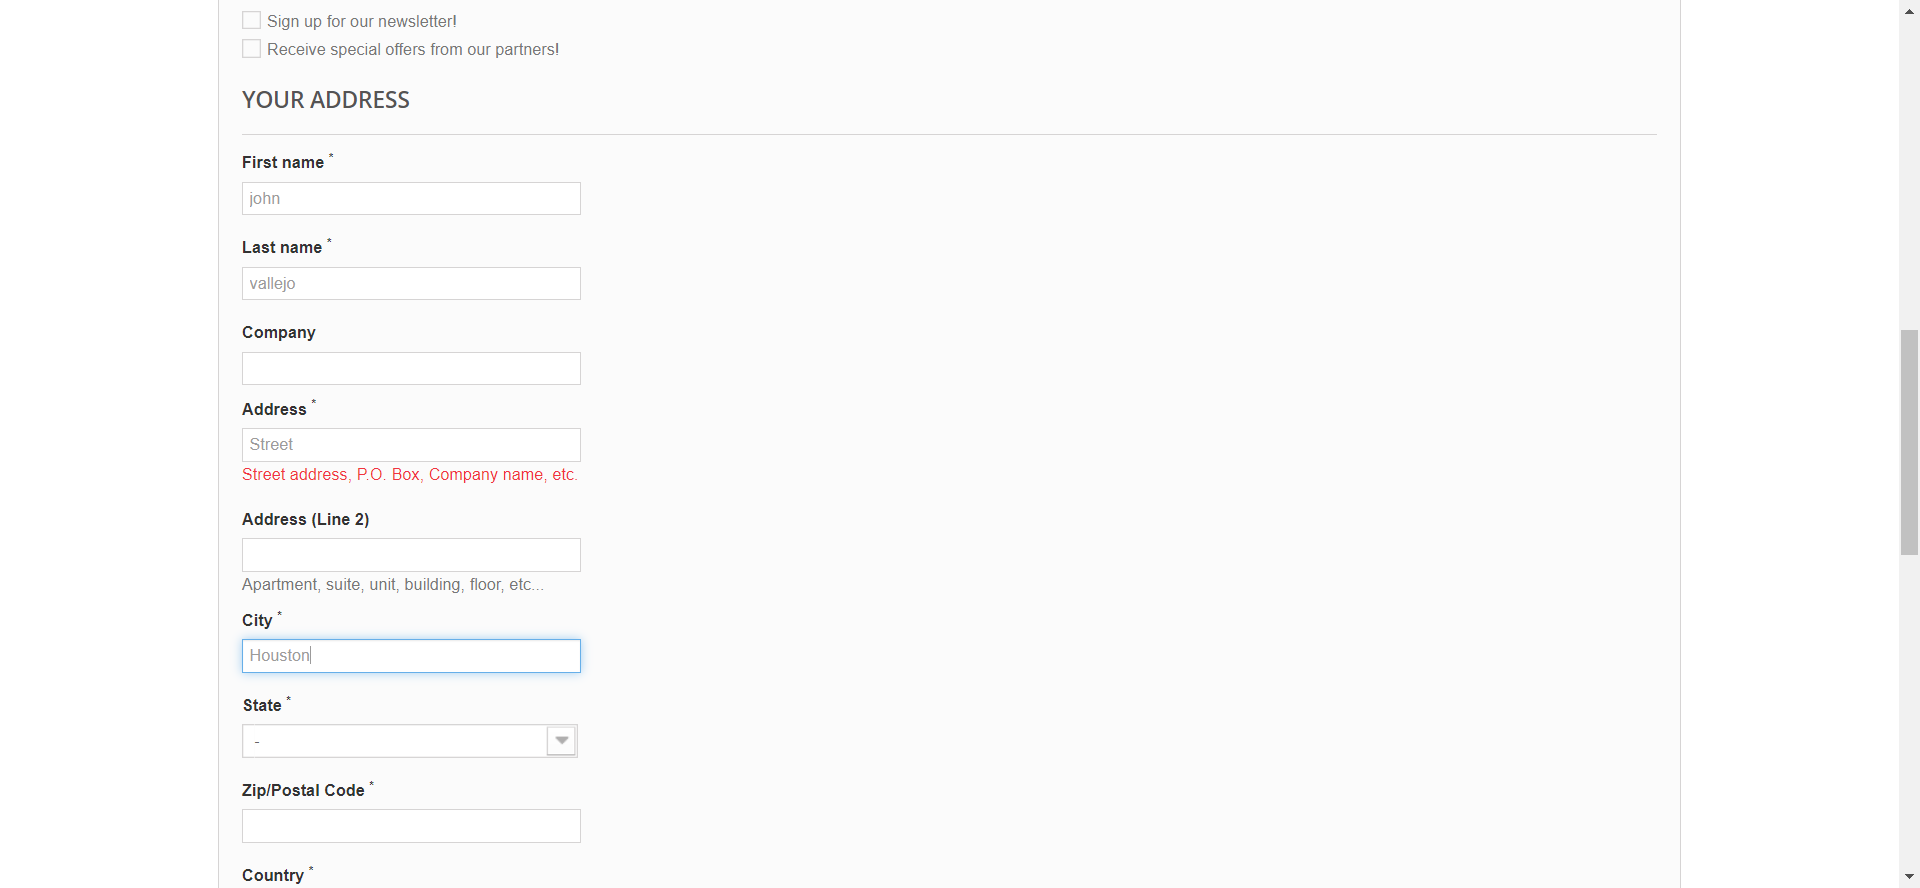 Sign up for our newsletter!
Receive special offers from our partners!
YOUR ADDRESS
First name *
john
Last name *
vallejo
Company
Address *
Street
Street address, P.O. Box, Company name, etc.
Address (Line 2)
Apartment, suite, unit, building, floor, etc...
City *
Houston
State *
-
Zip/Postal Code *
Country *